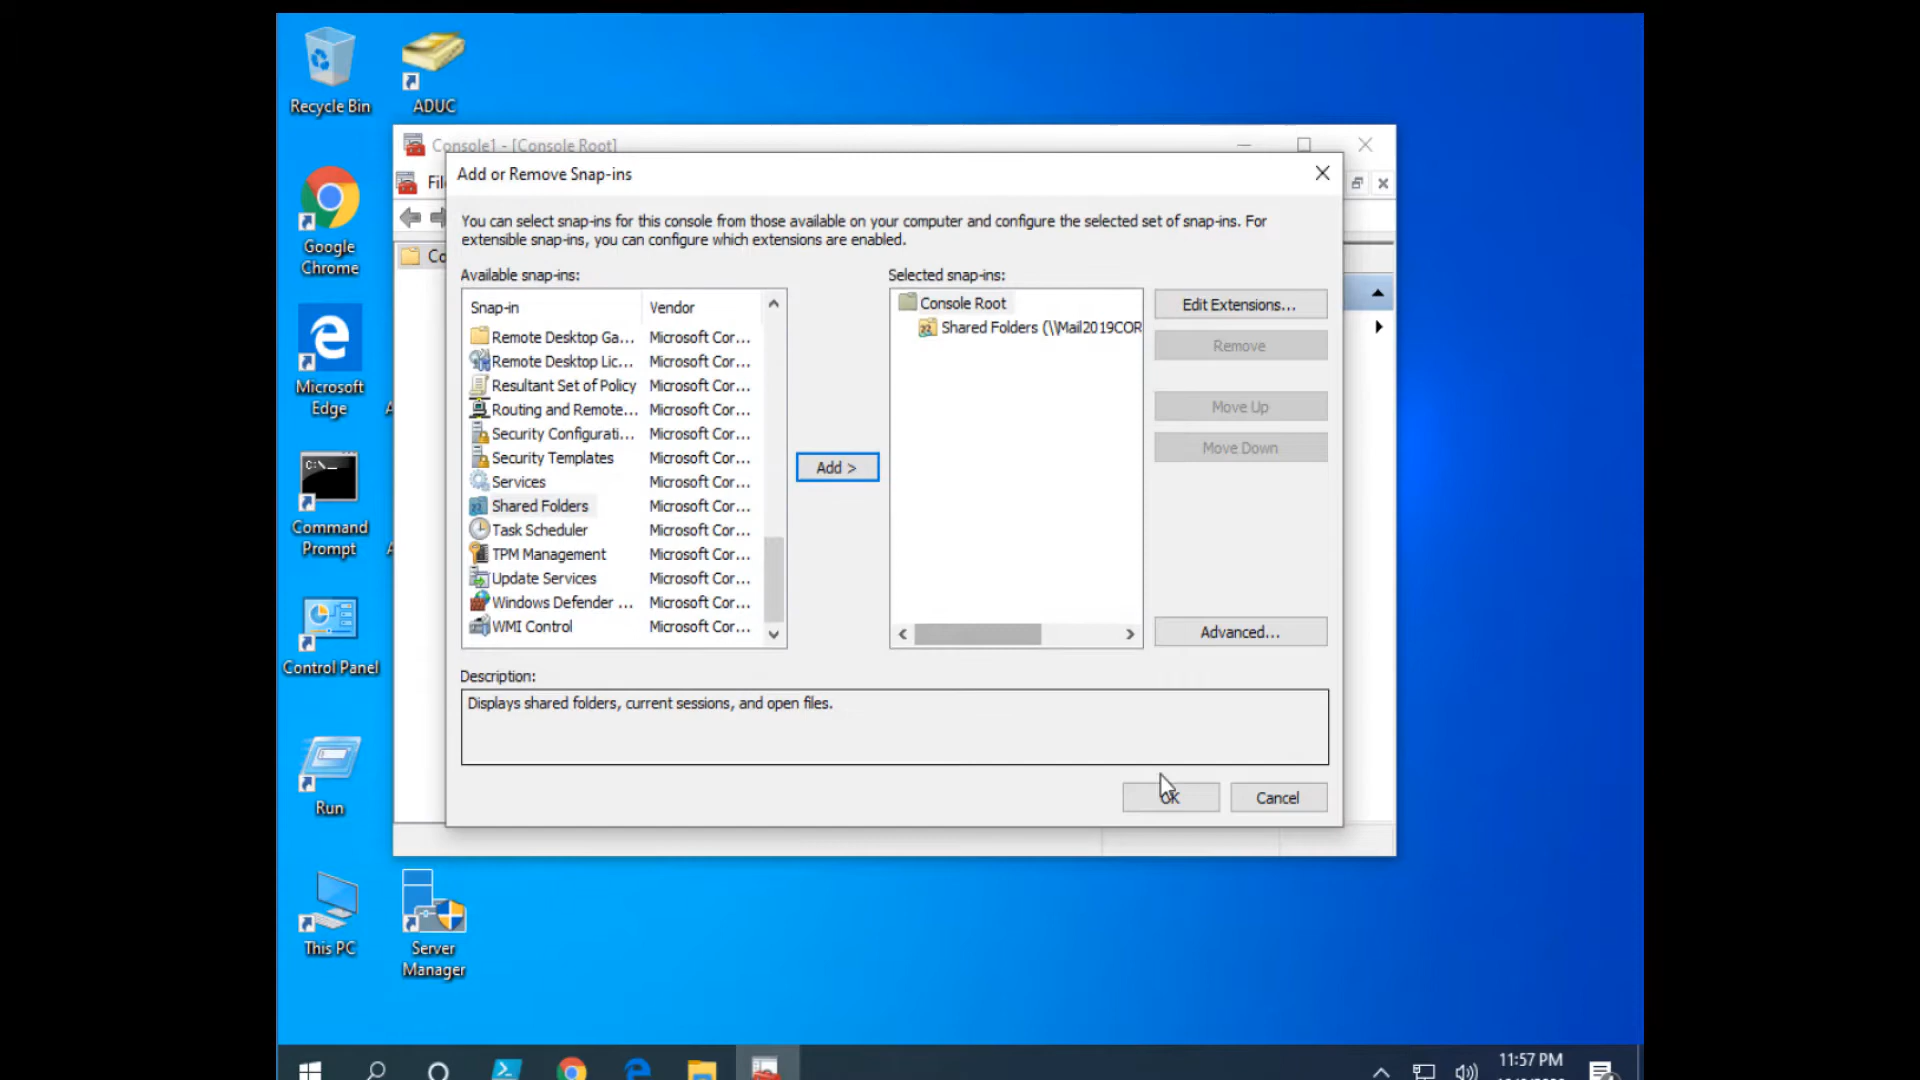 Recycle Bin
ADUC
Google
Chrome
Microsoft
Edge
Command
Prompt
Control Panel
Run
This PC
Server
Manager
Console1 - [Console Root]
Add or Remove Snap-ins
You can select snap-ins for this console from those available on your computer and configure the selected set of snap-ins. For
extensible snap-ins, you can configure which extensions are enabled.
Available snap-ins:
Snap-in Vendor
Remote Desktop Ga... Microsoft Cor...
Remote Desktop Lic... Microsoft Cor...
Resultant Set of Policy Microsoft Cor...
Routing and Remote... Microsoft Cor...
Security Configurati... Microsoft Cor...
Security Templates Microsoft Cor...
Services Microsoft Cor...
Shared Folders Microsoft Cor...
Task Scheduler Microsoft Cor...
TPM Management Microsoft Cor...
Update Services Microsoft Cor...
Windows Defender ... Microsoft Cor...
WMI Control Microsoft Cor...
Add >
Selected snap-ins:
Console Root
Shared Folders (\\Mail2019COR
Edit Extensions...
Remove
Move Up
Move Down
Advanced...
Description:
Displays shared folders, current sessions, and open files.
OK
Cancel
11:57 PM